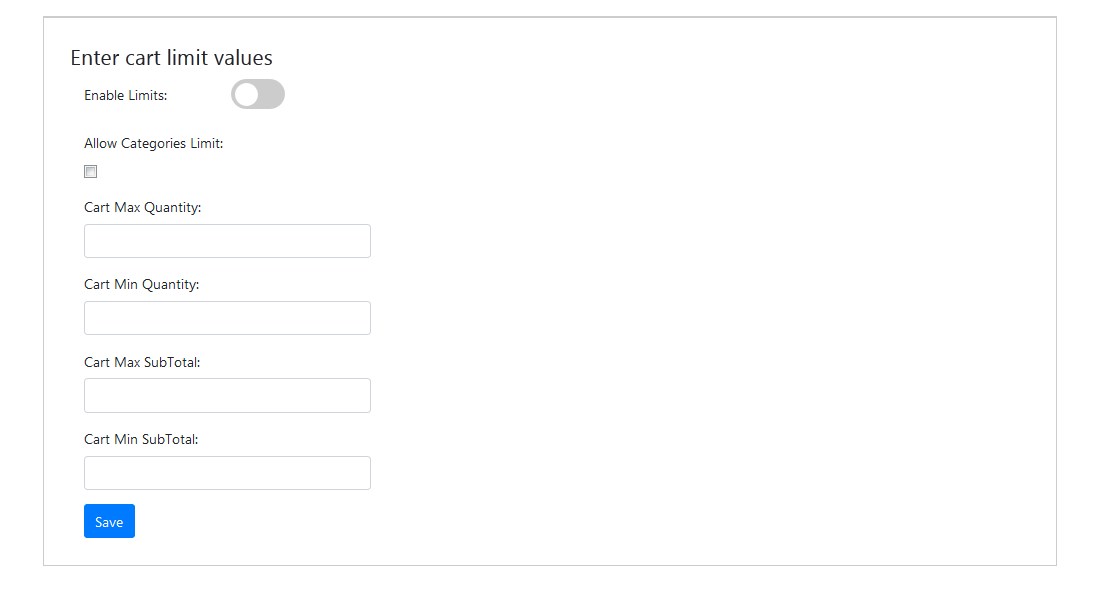 Enter cart limit values
Enable Limits:
Allow Categories Limit:
Cart Max Quantity:
Cart Min Quantity:
Cart Max SubTotal:
Cart Min SubTotal:
Save